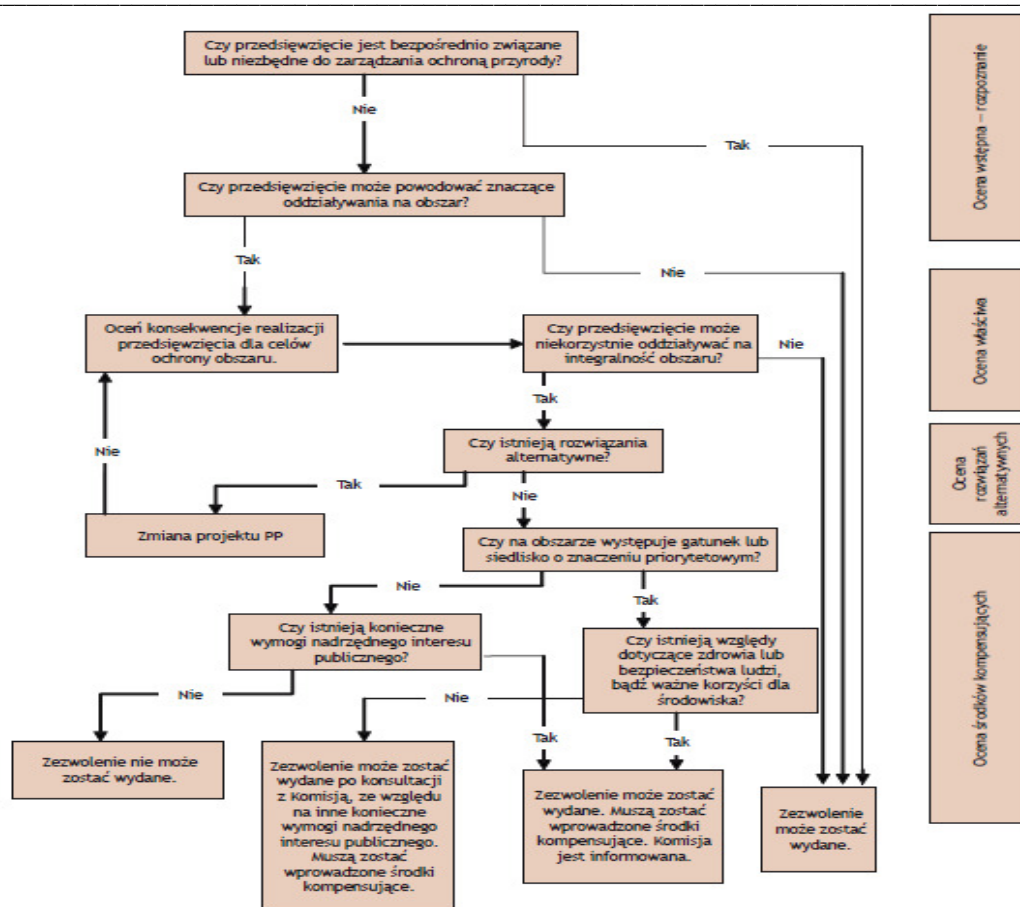 Czy przedsięwzięcie jest bezpośrednio związane
lub niezbędne do zarządzania ochroną przyrody?
Nie
Tak
Czy przedsięwzięcie może powodować znaczące
oddziaływania na obszar?
Tak
Nie
Oceń konsekwencje realizacji
przedsięwzięcia dla celów
ochrony obszaru.
Czy przedsięwzięcie może
niekorzystnie oddziaływać na
integralność obszaru?
Nie
Tak
Nie
Czy istnieją rozwiązania
alternatywne?
Tak
Nie
Zmiana projektu PP
Czy na obszarze występuje gatunek lub
siedlisko o znaczeniu priorytetowym?
Nie
Tak
Czy istnieją konieczne
wymogi nadrzędnego interesu
publicznego?
Czy istnieją względy
dotyczące zdrowia lub
bezpieczeństwa ludzi,
bądź ważne korzyści dla
środowiska?
Nie
Nie
Tak
Tak
Zezwolenie nie może
zostać wydane.
Zezwolenie może zostać
wydane po konsultacji
z Komisją, ze względu
na inne konieczne
wymogi nadrzędnego
interesu publicznego.
Muszą zostać
wprowadzone środki
kompensujące.
Zezwolenie może zostać
wydane. Muszą zostać
wprowadzone środki
kompensujące. Komisja
jest informowana.
Zezwolenie
może zostać
wydane.
Ocena wstępna – rozpoznanie
Ocena właściwa
Ocena
rozwiązań
alternatywnych
Ocena środków kompensujących